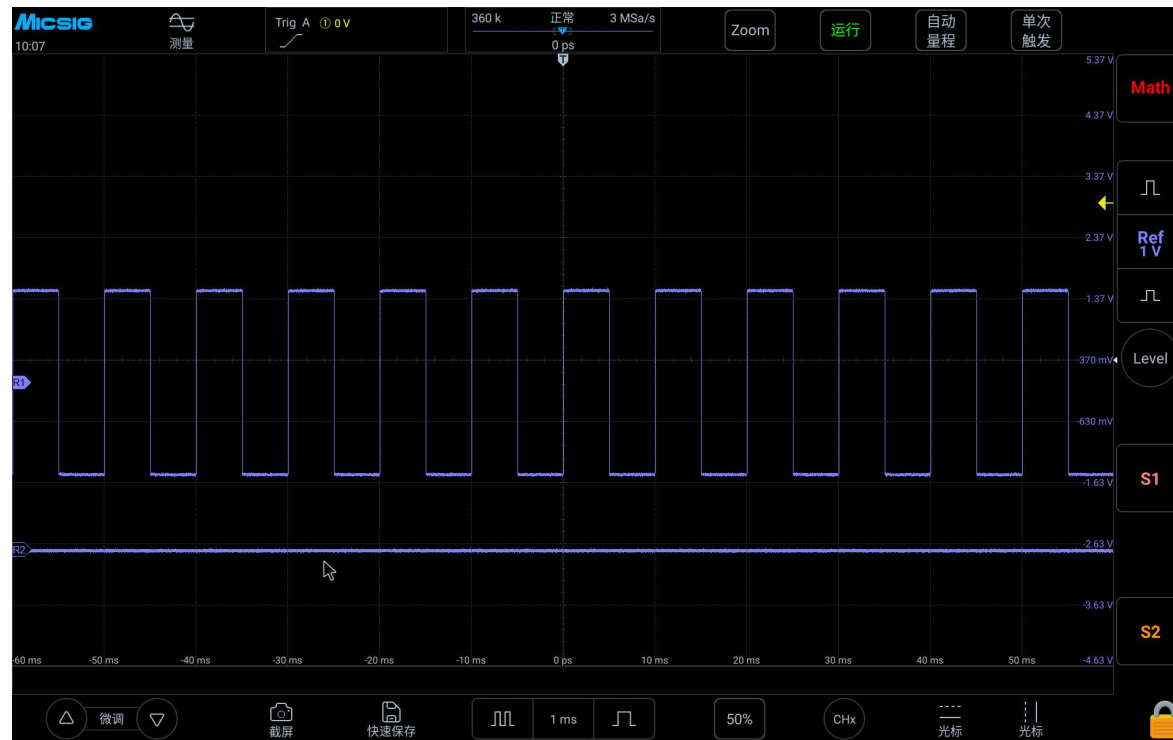 Micsig
10:07
测量
Trig A ① 0 V
360 k 正常 3 MSa/s
0 ps
Zoom
运行
自动
量程
单次
触发
T
5.37 V
4.37 V
3.37 V
2.37 V
1.37 V
370 mV
-630 mV
-1.63 V
-2.63 V
-3.63 V
-4.63 V
R1
R2
-60 ms -50 ms -40 ms -30 ms -20 ms -10 ms 0 ps 10 ms 20 ms 30 ms 40 ms 50 ms
Math
Ref
1 V
Level
S1
S2
微调
截屏
快速保存
1 ms
50%
CHx
光标
光标